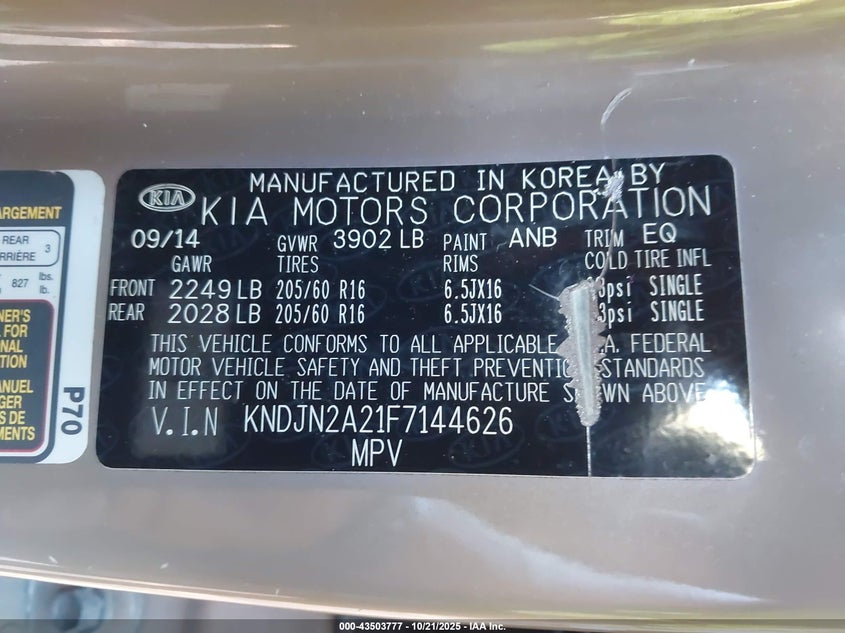 ARGEMENT
REAR
3
827 lbs.
lb.
P70
KIA
MANUFACTURED IN KOREA BY
KIA MOTORS CORPORATION
09/14 GVWR 3902 LB PAINT ANB TRIM EQ
GAWR TIRES RIMS COLD TIRE INFL
FRONT 2249 LB 205/60 R16 6.5JX16 3psi SINGLE
REAR 2028 LB 205/60 R16 6.5JX16 3psi SINGLE
THIS VEHICLE CONFORMS TO ALL APPLICABLE A. FEDERAL
MOTOR VEHICLE SAFETY AND THEFT PREVENTION STANDARDS
IN EFFECT ON THE DATE OF MANUFACTURE ABOVE
V.I.N KNDJN2A21F7144626
MPV
000-43503777 - 10/21/2025 - IAA Inc.